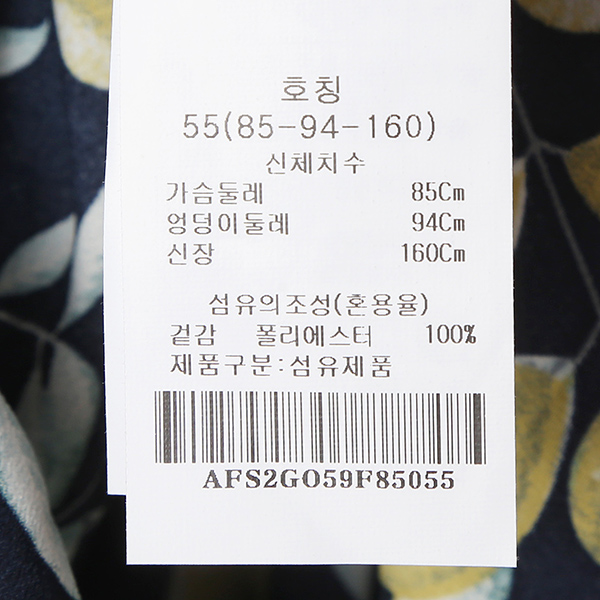 호칭
55(85-94-160)
신체치수
가슴둘레 85Cm
엉덩이둘레 94Cm
신장 160Cm
섬유의조성(혼용율)
겉감 폴리에스터 100%
제품구분:섬유제품
AFS2GO59F85055